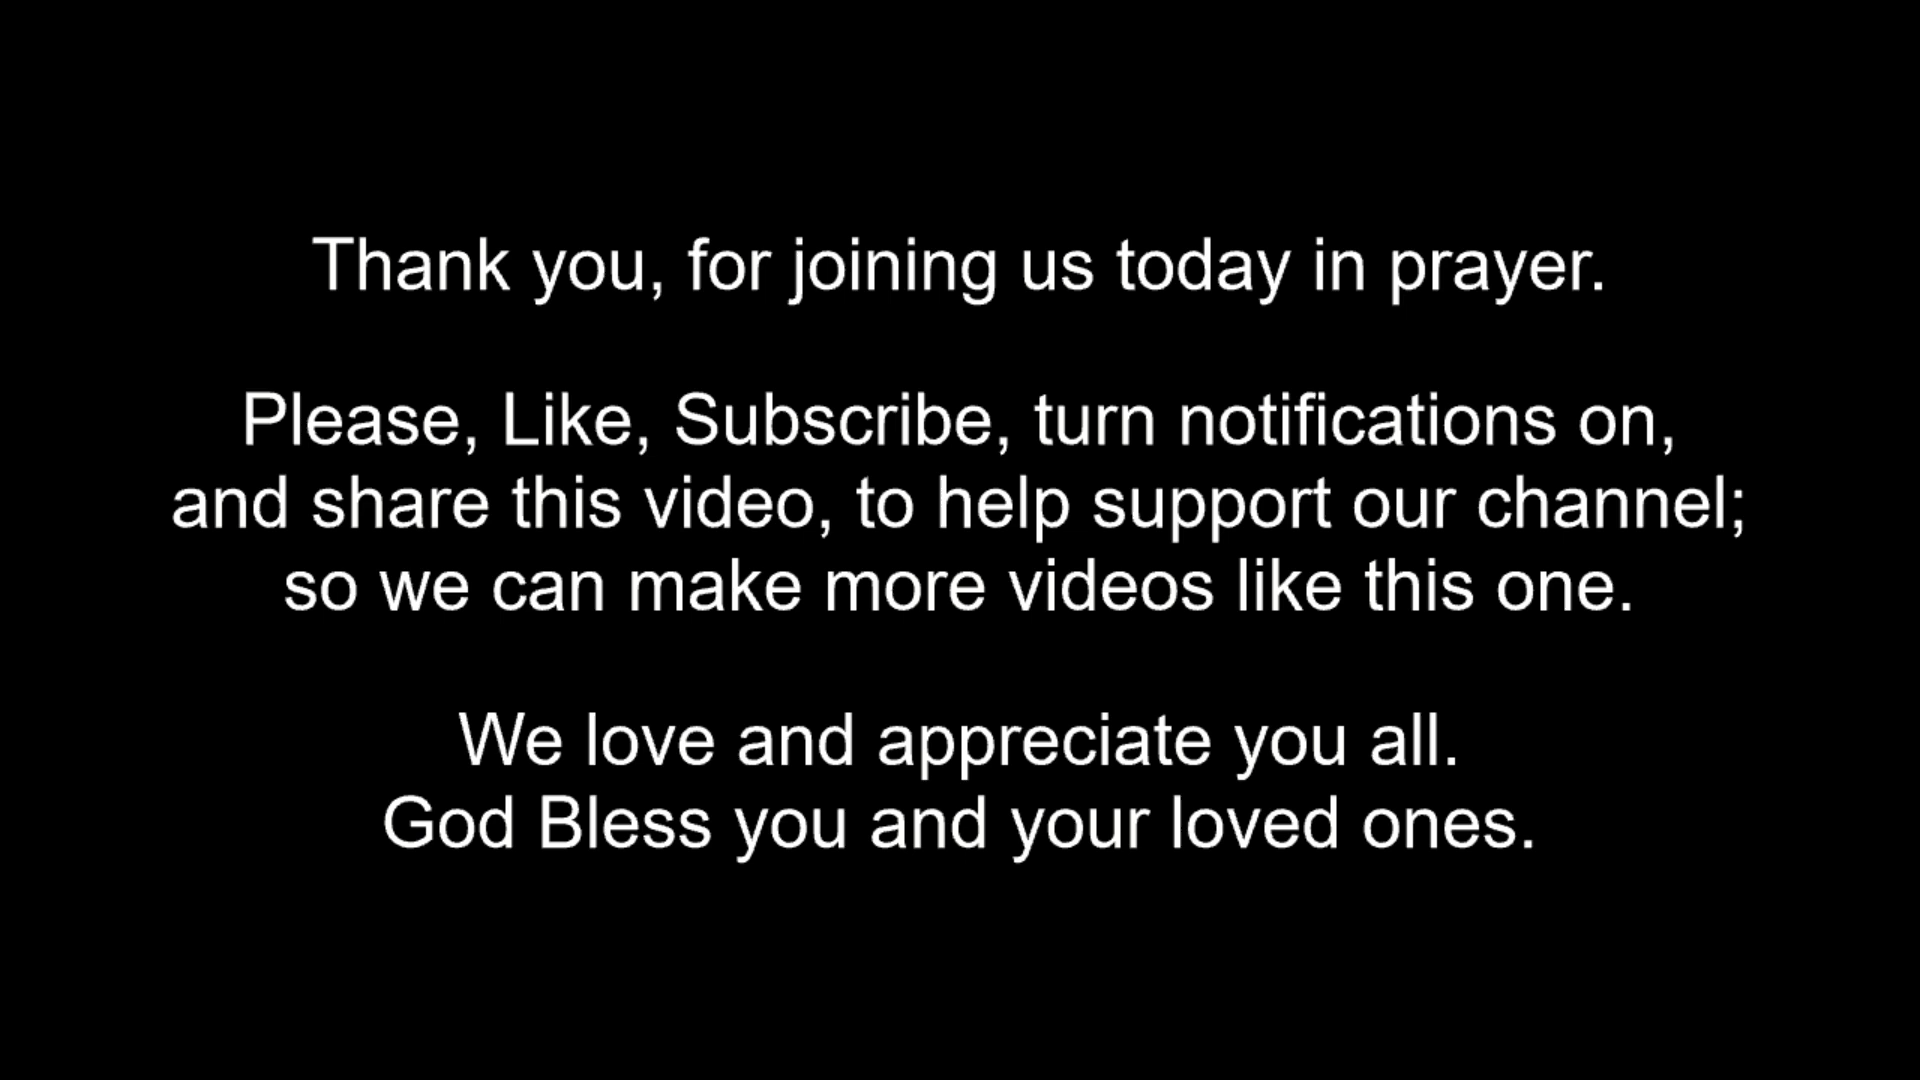 Thank you, for joining us today in prayer.
Please, Like, Subscribe, turn notifications on,
and share this video, to help support our channel;
so we can make more videos like this one.
We love and appreciate you all.
God Bless you and your loved ones.